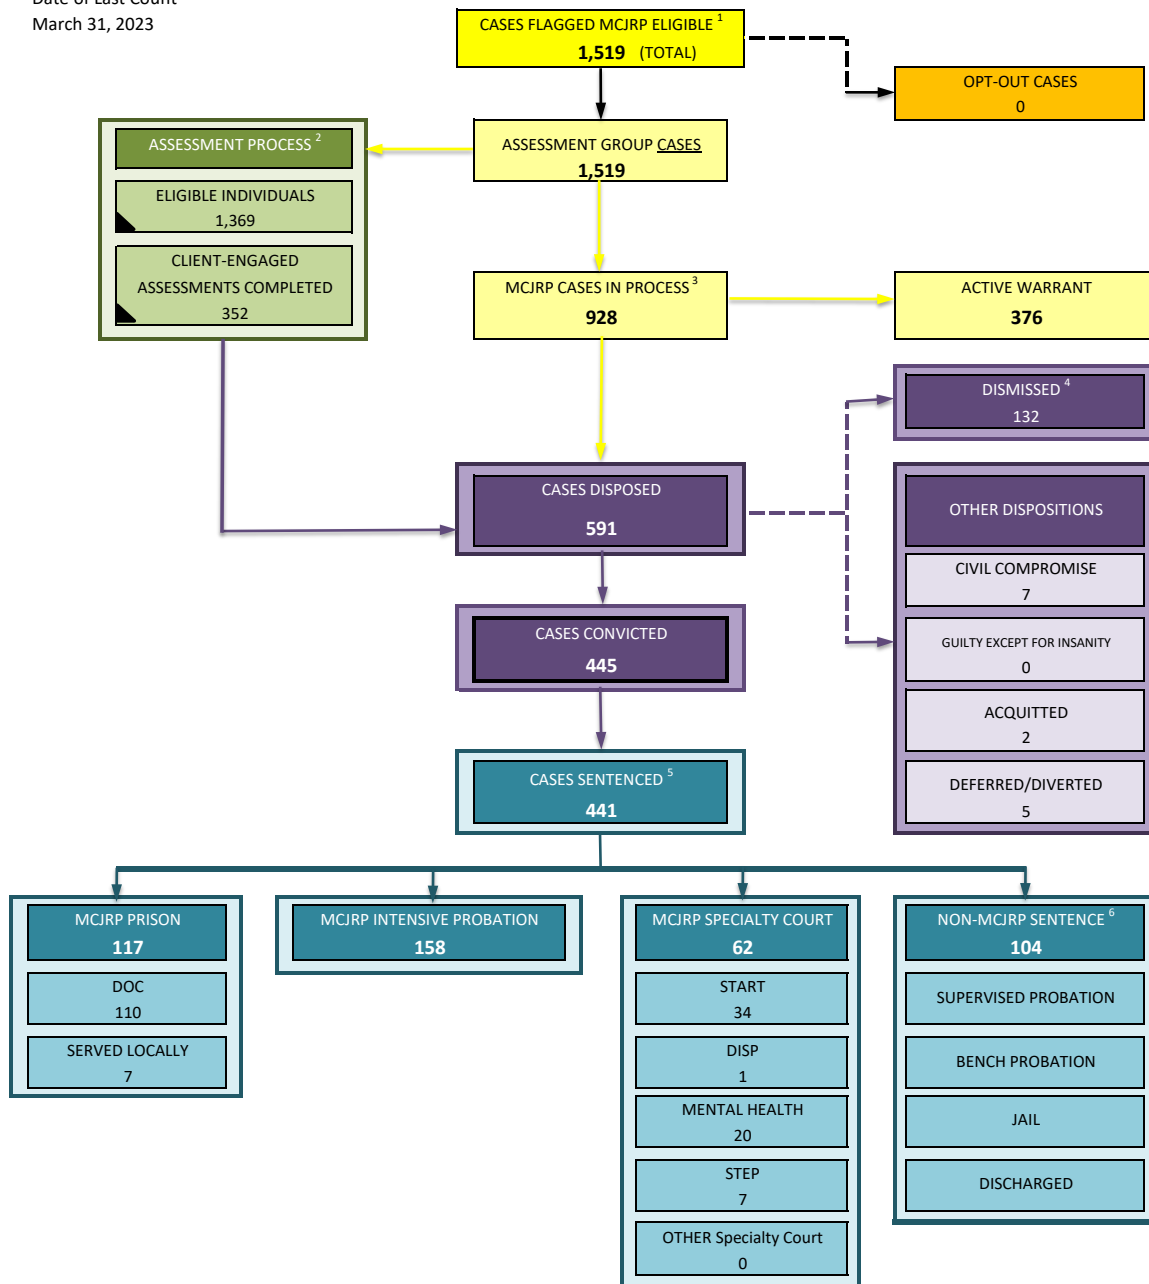 Date of Last Count
March 31, 2023
CASES FLAGGED MCJRP ELIGIBLE 1
1,519 (TOTAL)
OPT-OUT CASES
0
ASSESSMENT PROCESS 2
ASSESSMENT GROUP CASES
1,519
ELIGIBLE INDIVIDUALS
1,369
CLIENT-ENGAGED
ASSESSMENTS COMPLETED
352
MCJRP CASES IN PROCESS 3
928
ACTIVE WARRANT
376
DISMISSED 4
132
CASES DISPOSED
591
OTHER DISPOSITIONS
CIVIL COMPROMISE
7
CASES CONVICTED
445
GUILTY EXCEPT FOR INSANITY
0
ACQUITTED
2
DEFERRED/DIVERTED
5
CASES SENTENCED 5
441
MCJRP PRISON
117
DOC
110
SERVED LOCALLY
7
MCJRP INTENSIVE PROBATION
158
MCJRP SPECIALTY COURT
62
START
34
DISP
1
MENTAL HEALTH
20
STEP
7
OTHER Specialty Court
0
NON-MCJRP SENTENCE 6
104
SUPERVISED PROBATION
BENCH PROBATION
JAIL
DISCHARGED